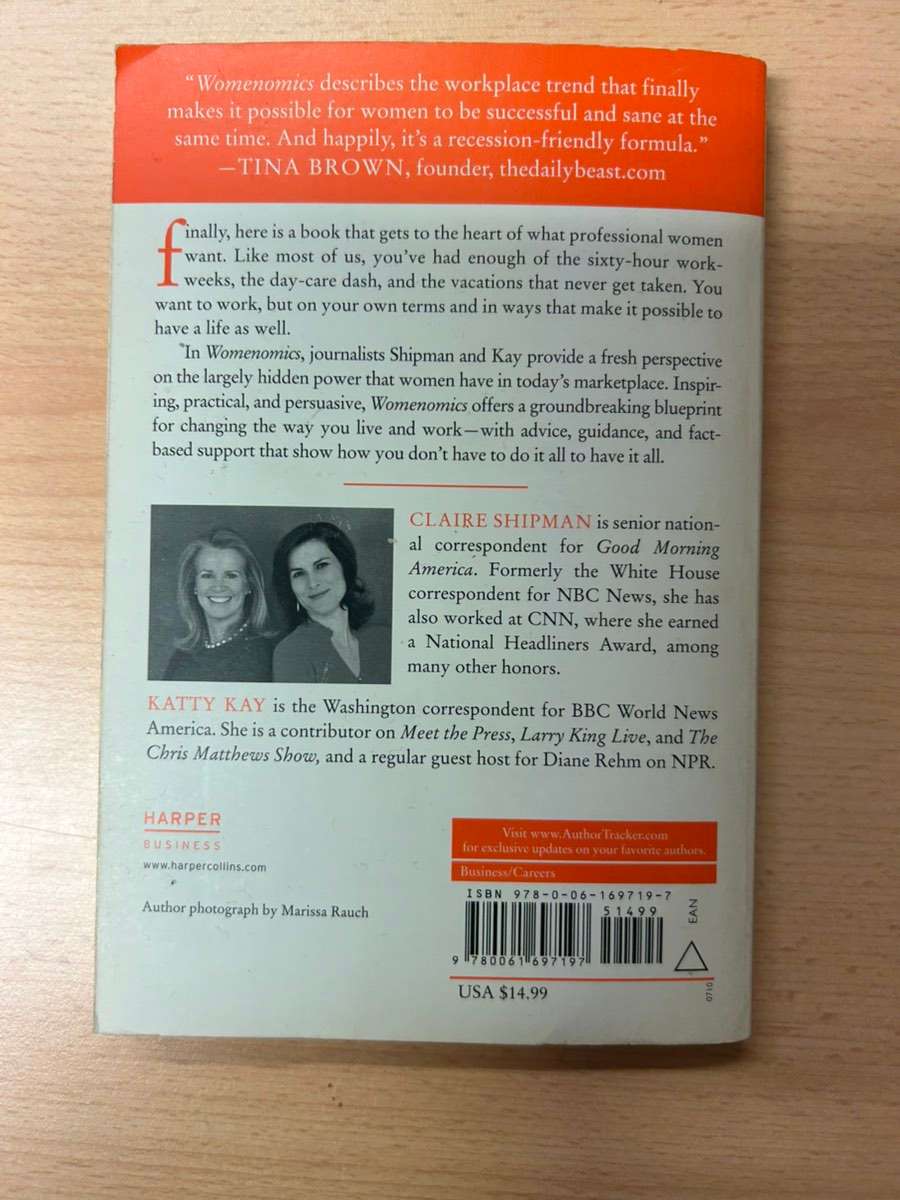 “Womenomics describes the workplace trend that finally
makes it possible for women to be successful and sane at the
same time. And happily, it’s a recession-friendly formula.”
—TINA BROWN, founder, thedailybeast.com
finally, here is a book that gets to the heart of what professional women
want. Like most of us, you’ve had enough of the sixty-hour work-
weeks, the day-care dash, and the vacations that never get taken. You
want to work, but on your own terms and in ways that make it possible to
have a life as well.
In Womenomics, journalists Shipman and Kay provide a fresh perspective
on the largely hidden power that women have in today’s marketplace. Inspir-
ing, practical, and persuasive, Womenomics offers a groundbreaking blueprint
for changing the way you live and work—with advice, guidance, and fact-
based support that show how you don’t have to do it all to have it all.
CLAIRE SHIPMAN is senior nation-
al correspondent for Good Morning
America. Formerly the White House
correspondent for NBC News, she has
also worked at CNN, where she earned
a National Headliners Award, among
many other honors.
KATTY KAY is the Washington correspondent for BBC World News
America. She is a contributor on Meet the Press, Larry King Live, and The
Chris Matthews Show, and a regular guest host for Diane Rehm on NPR.
HARPER
BUSINESS
www.harpercollins.com
Author photograph by Marissa Rauch
Visit www.AuthorTracker.com
for exclusive updates on your favorite authors.
Business/Careers
ISBN 978-0-06-169719-7
51499
9 780061 697197
EAN
USA $14.99
0710